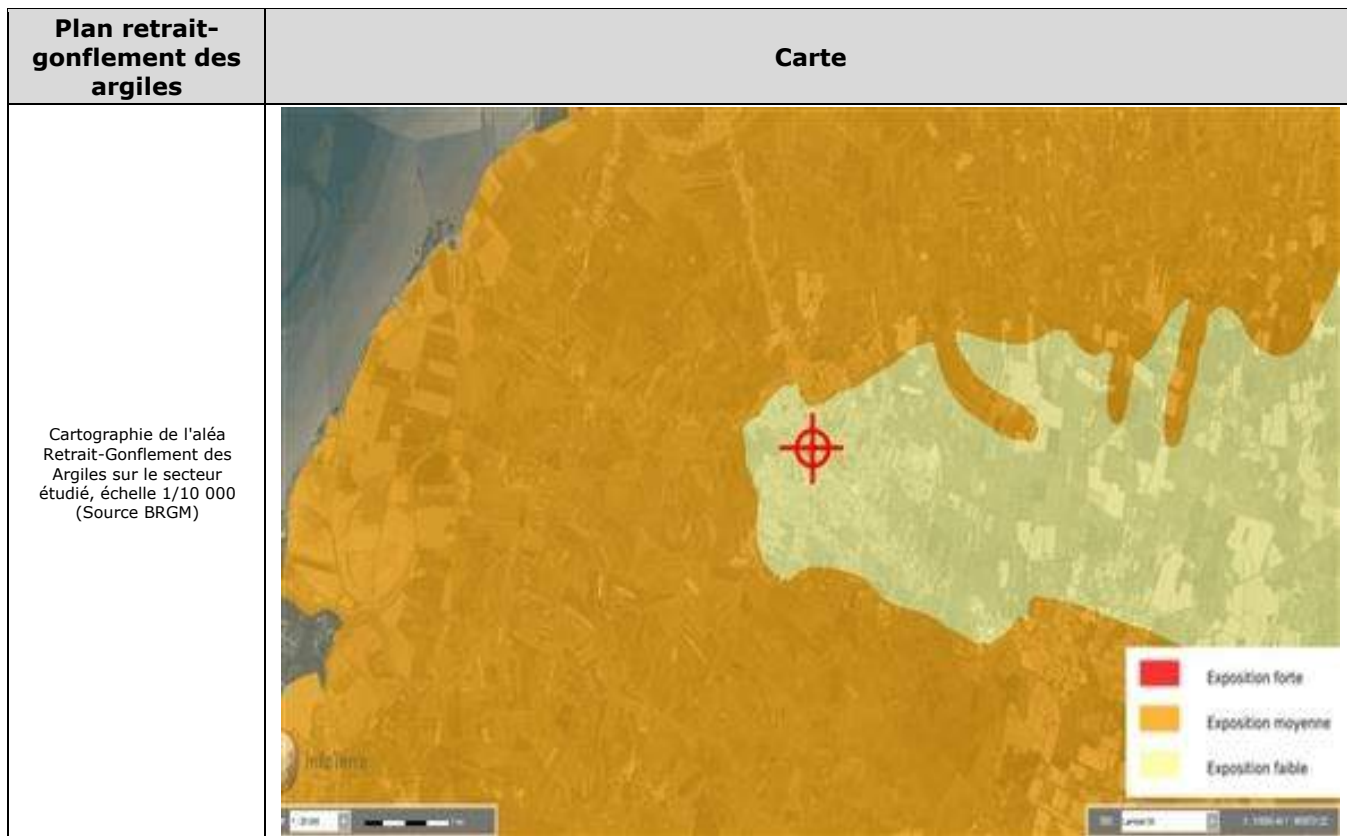 Plan retrait-
gonflement des
argiles
Carte
Cartographie de l'aléa
Retrait-Gonflement des
Argiles sur le secteur
étudié, échelle 1/10 000
(Source BRGM)
Exposition forte
Exposition moyenne
Exposition faible